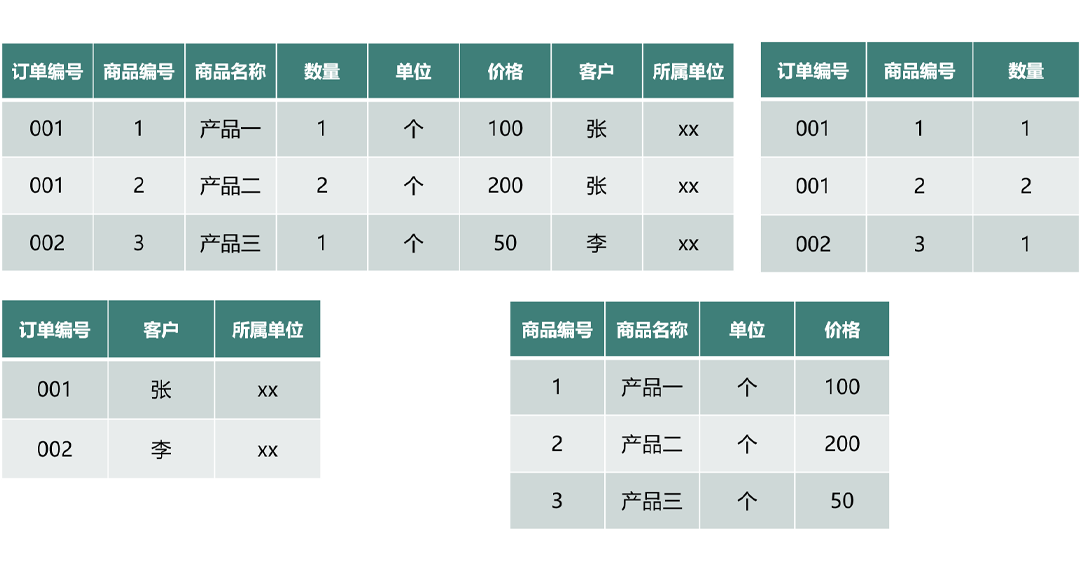 订单编号 商品编号 商品名称 数量 单位 价格 客户 所属单位
001 1 产品一 1 个 100 张 xx
001 2 产品二 2 个 200 张 xx
002 3 产品三 1 个 50 李 xx
订单编号 商品编号 数量
001 1 1
001 2 2
002 3 1
订单编号 客户 所属单位
001 张 xx
002 李 xx
商品编号 商品名称 单位 价格
1 产品一 个 100
2 产品二 个 200
3 产品三 个 50